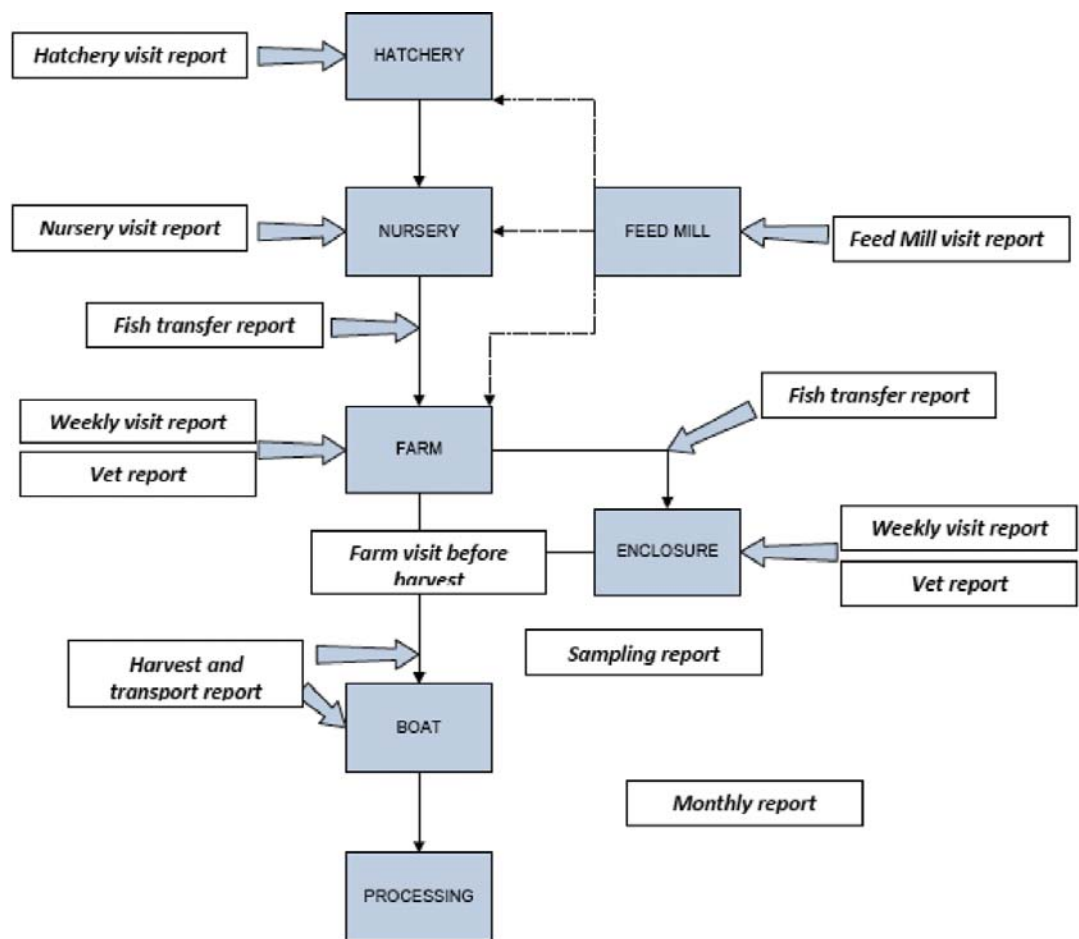 HATCHERY
Hatchery visit report
NURSERY
FEED MILL
Nursery visit report
Feed Mill visit report
Fish transfer report
Fish transfer report
Weekly visit report
FARM
Vet report
Weekly visit report
ENCLOSURE
Farm visit before
harvest
Vet report
Sampling report
Harvest and
transport report
BOAT
Monthly report
PROCESSING